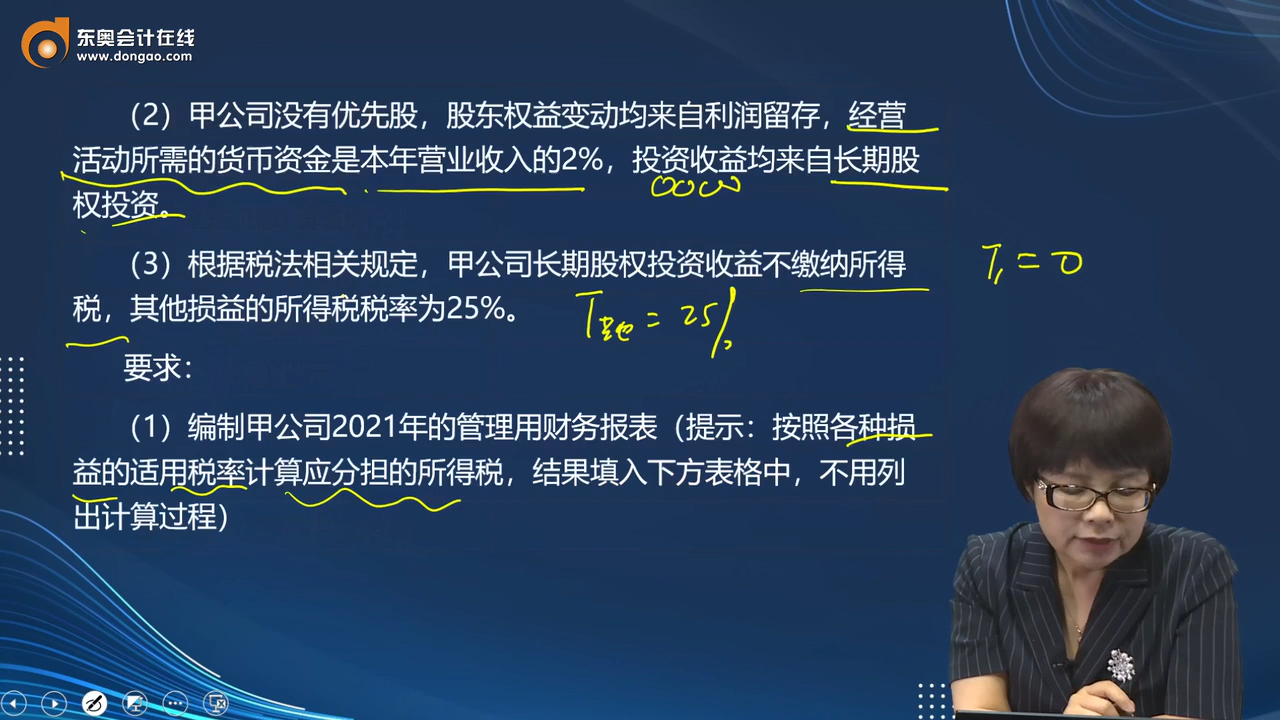 东奥会计在线
www.dongao.com
（2）甲公司没有优先股，股东权益变动均来自利润留存，经营
活动所需的货币资金是本年营业收入的2%，投资收益均来自长期股
权投资。
（3）根据税法相关规定，甲公司长期股权投资收益不缴纳所得
税，其他损益的所得税税率为25%。
T₁ = 0
T其他 = 25%
要求：
（1）编制甲公司2021年的管理用财务报表（提示：按照各种损
益的适用税率计算应分担的所得税，结果填入下方表格中，不用列
出计算过程）